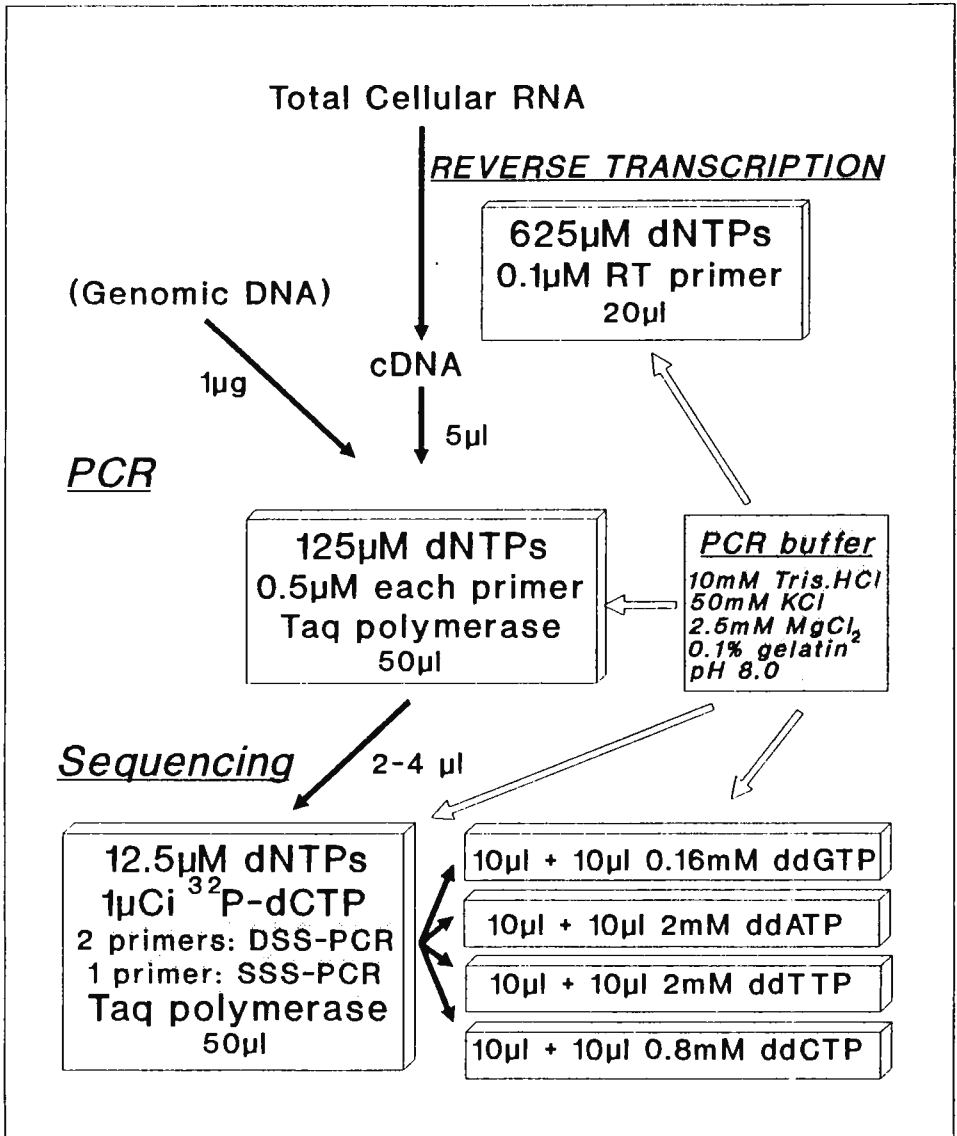 Total Cellular RNA
REVERSE TRANSCRIPTION
625µM dNTPs
0.1µM RT primer
20µl
(Genomic DNA)
1µg
cDNA
5µl
PCR
125µM dNTPs
0.5µM each primer
Taq polymerase
50µl
PCR buffer
10mM Tris.HCl
50mM KCl
2.5mM MgCl₂
0.1% gelatin
pH 8.0
Sequencing
2-4 µl
12.5µM dNTPs
1µCi ³²P-dCTP
2 primers: DSS-PCR
1 primer: SSS-PCR
Taq polymerase
50µl
10µl + 10µl 0.16mM ddGTP
10µl + 10µl 2mM ddATP
10µl + 10µl 2mM ddTTP
10µl + 10µl 0.8mM ddCTP